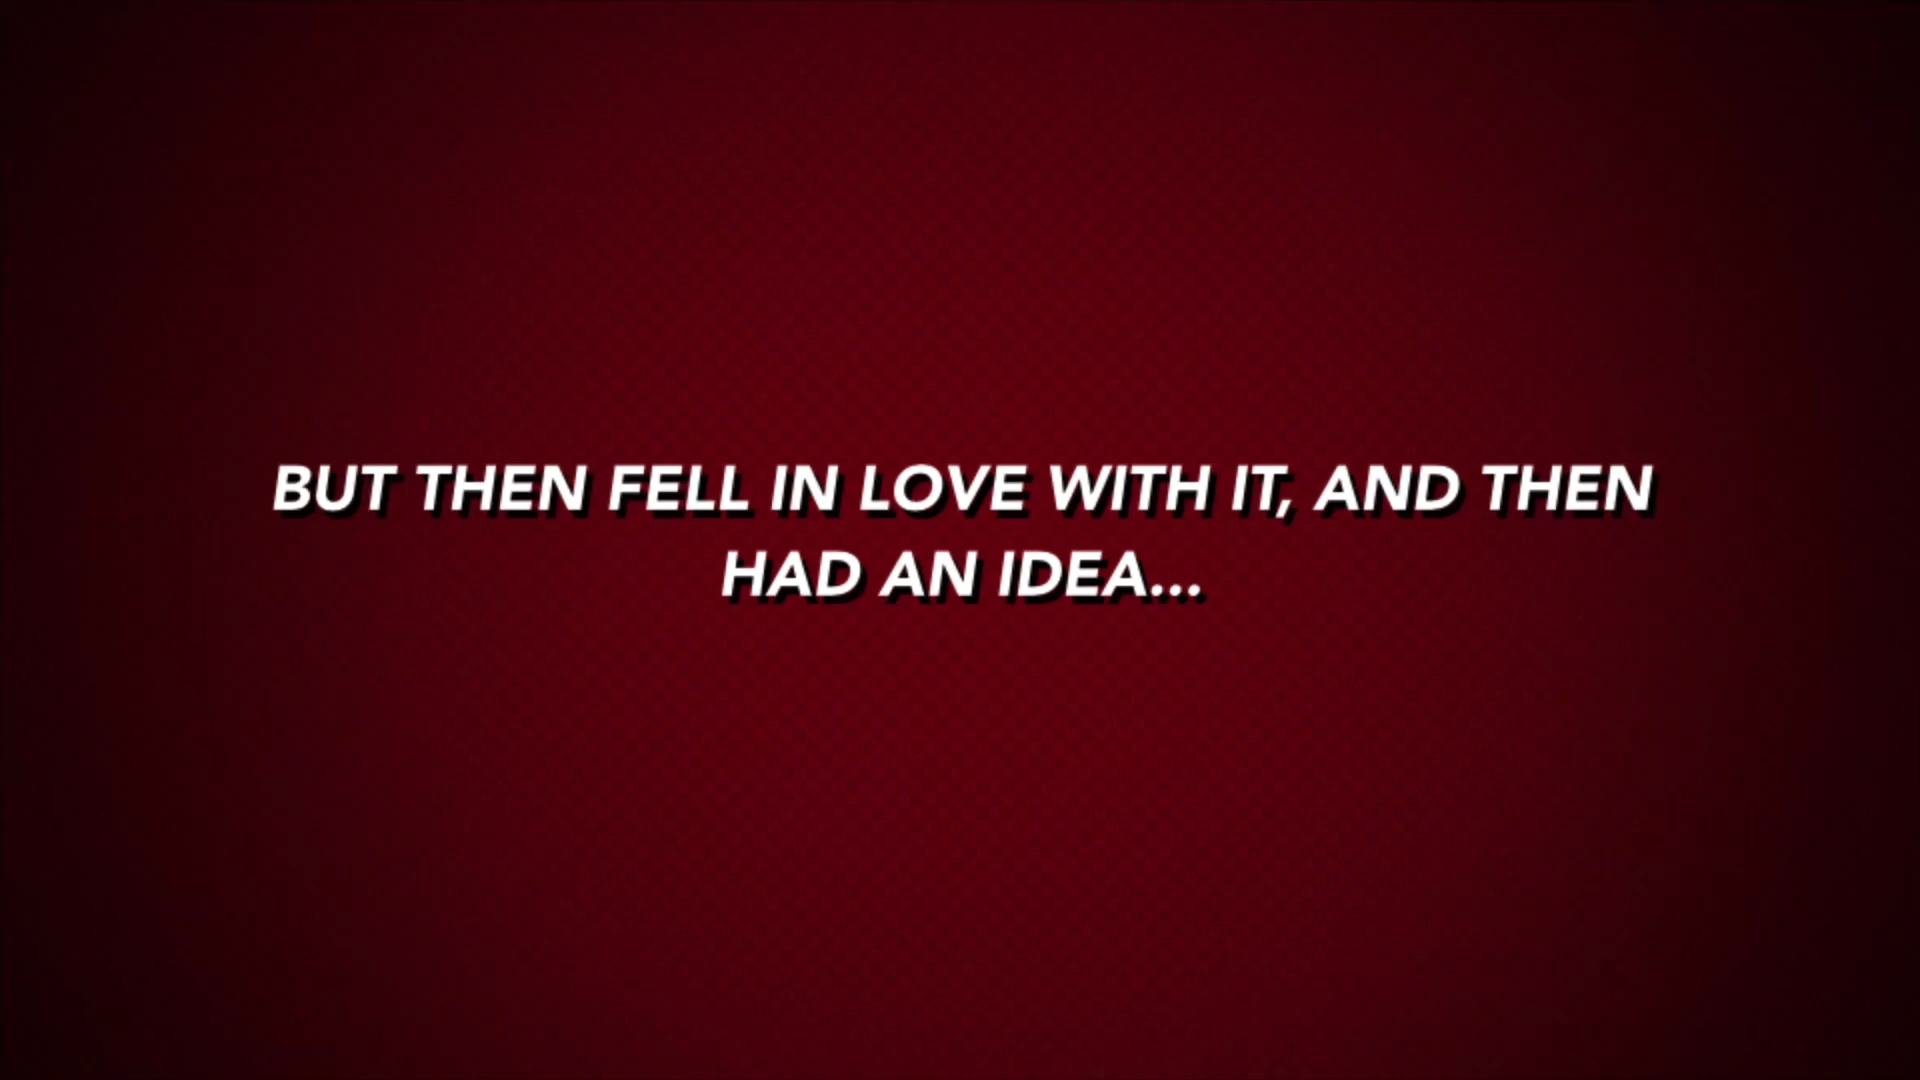 BUT THEN FELL IN LOVE WITH IT, AND THEN
HAD AN IDEA...